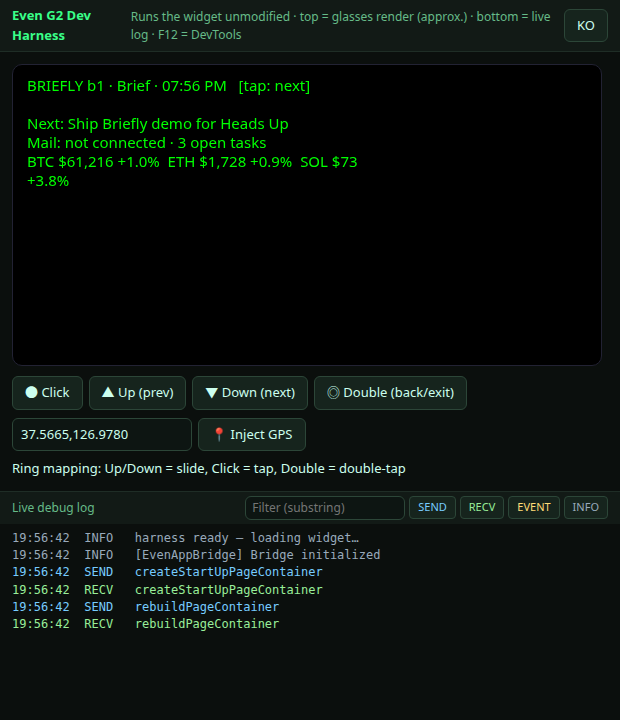 Even G2 Dev
Harness
Runs the widget unmodified · top = glasses render (approx.) · bottom = live
log · F12 = DevTools
KO
BRIEFLY b1 · Brief · 07:56 PM   [tap: next]
Next: Ship Briefly demo for Heads Up
Mail: not connected · 3 open tasks
BTC $61,216 +1.0%  ETH $1,728 +0.9%  SOL $73
+3.8%
● Click
▲ Up (prev)
▼ Down (next)
◎ Double (back/exit)
37.5665,126.9780
📍 Inject GPS
Ring mapping: Up/Down = slide, Click = tap, Double = double-tap
Live debug log
Filter (substring)
SEND
RECV
EVENT
INFO
19:56:42  INFO   harness ready — loading widget…
19:56:42  INFO   [EvenAppBridge] Bridge initialized
19:56:42  SEND   createStartUpPageContainer
19:56:42  RECV   createStartUpPageContainer
19:56:42  SEND   rebuildPageContainer
19:56:42  RECV   rebuildPageContainer